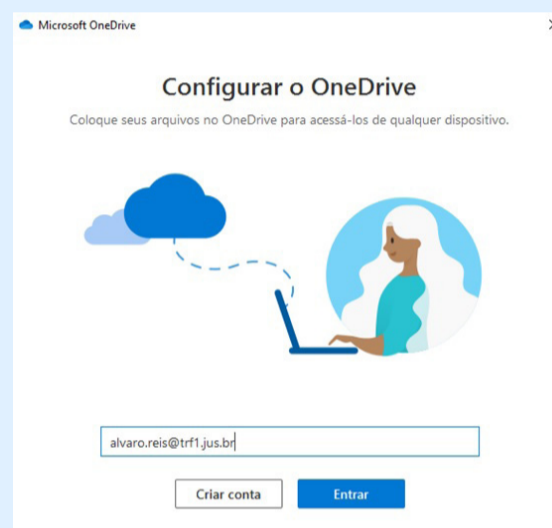 Microsoft OneDrive
Configurar o OneDrive
Coloque seus arquivos no OneDrive para acessá-los de qualquer dispositivo.
alvaro.reis@trf1.jus.br
Criar conta
Entrar